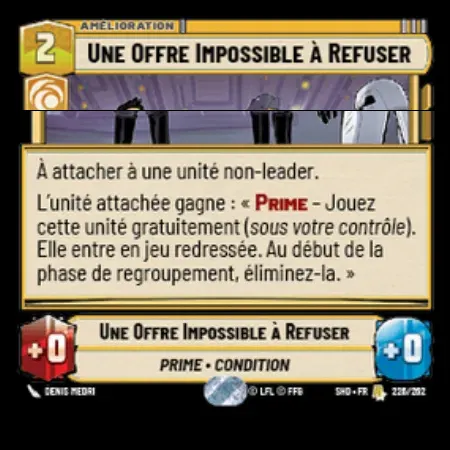 AMÉLIORATION
2
UNE OFFRE IMPOSSIBLE À REFUSER
À attacher à une unité non-leader.
L'unité attachée gagne : « PRIME – Jouez
cette unité gratuitement (sous votre contrôle).
Elle entre en jeu redressée. Au début de la
phase de regroupement, éliminez-la. »
+0
UNE OFFRE IMPOSSIBLE À REFUSER
+0
PRIME • CONDITION
DENIS MEDRI
© LFL © FFG
SHD • FR
226/262